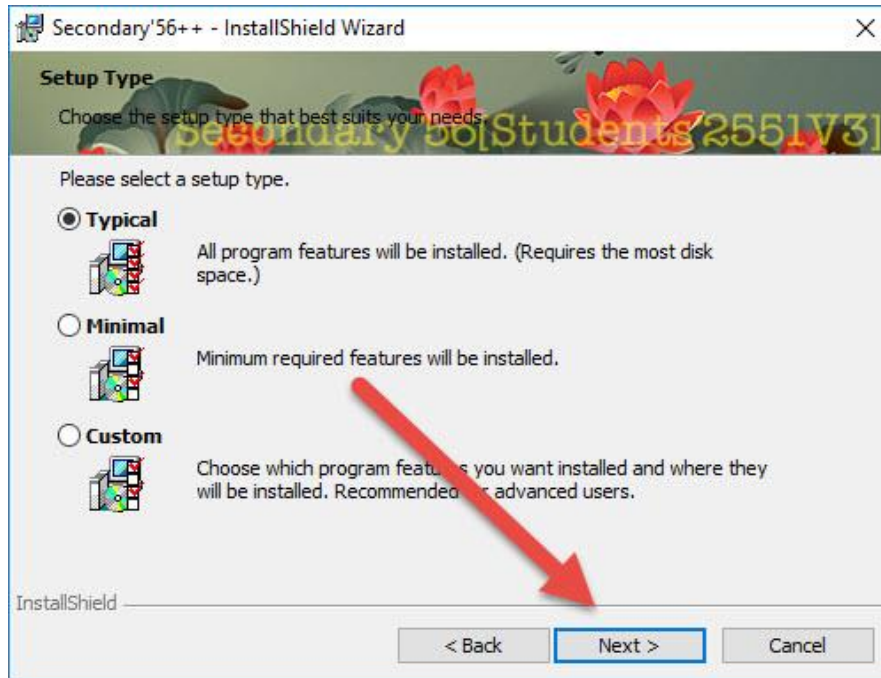 Secondary'56++ - InstallShield Wizard
Setup Type
Choose the setup type that best suits your needs.
Secondary'56[Students'2551V3]
Please select a setup type.
Typical
All program features will be installed. (Requires the most disk
space.)
Minimal
Minimum required features will be installed.
Custom
Choose which program features you want installed and where they
will be installed. Recommended for advanced users.
InstallShield
< Back
Next >
Cancel